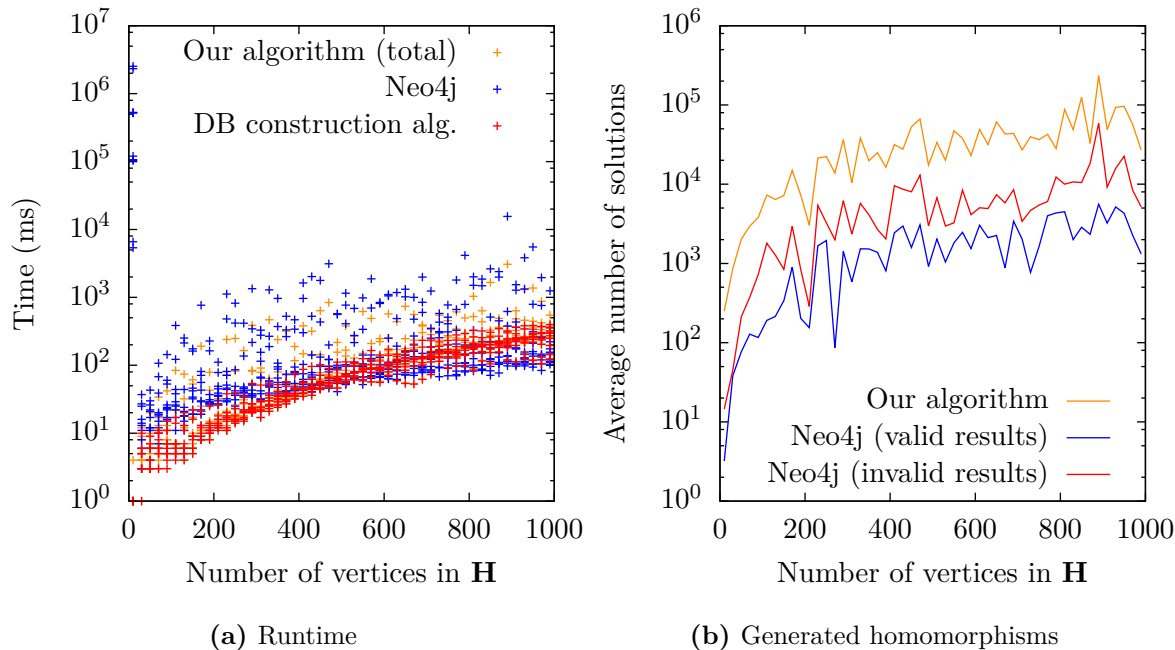 10^7
10^6
10^5
10^4
10^3
10^2
10^1
10^0
Time (ms)
Our algorithm (total)
Neo4j
DB construction alg.
0 200 400 600 800 1000
Number of vertices in H
(a) Runtime
10^6
10^5
10^4
10^3
10^2
10^1
10^0
Average number of solutions
Our algorithm
Neo4j (valid results)
Neo4j (invalid results)
0 200 400 600 800 1000
Number of vertices in H
(b) Generated homomorphisms